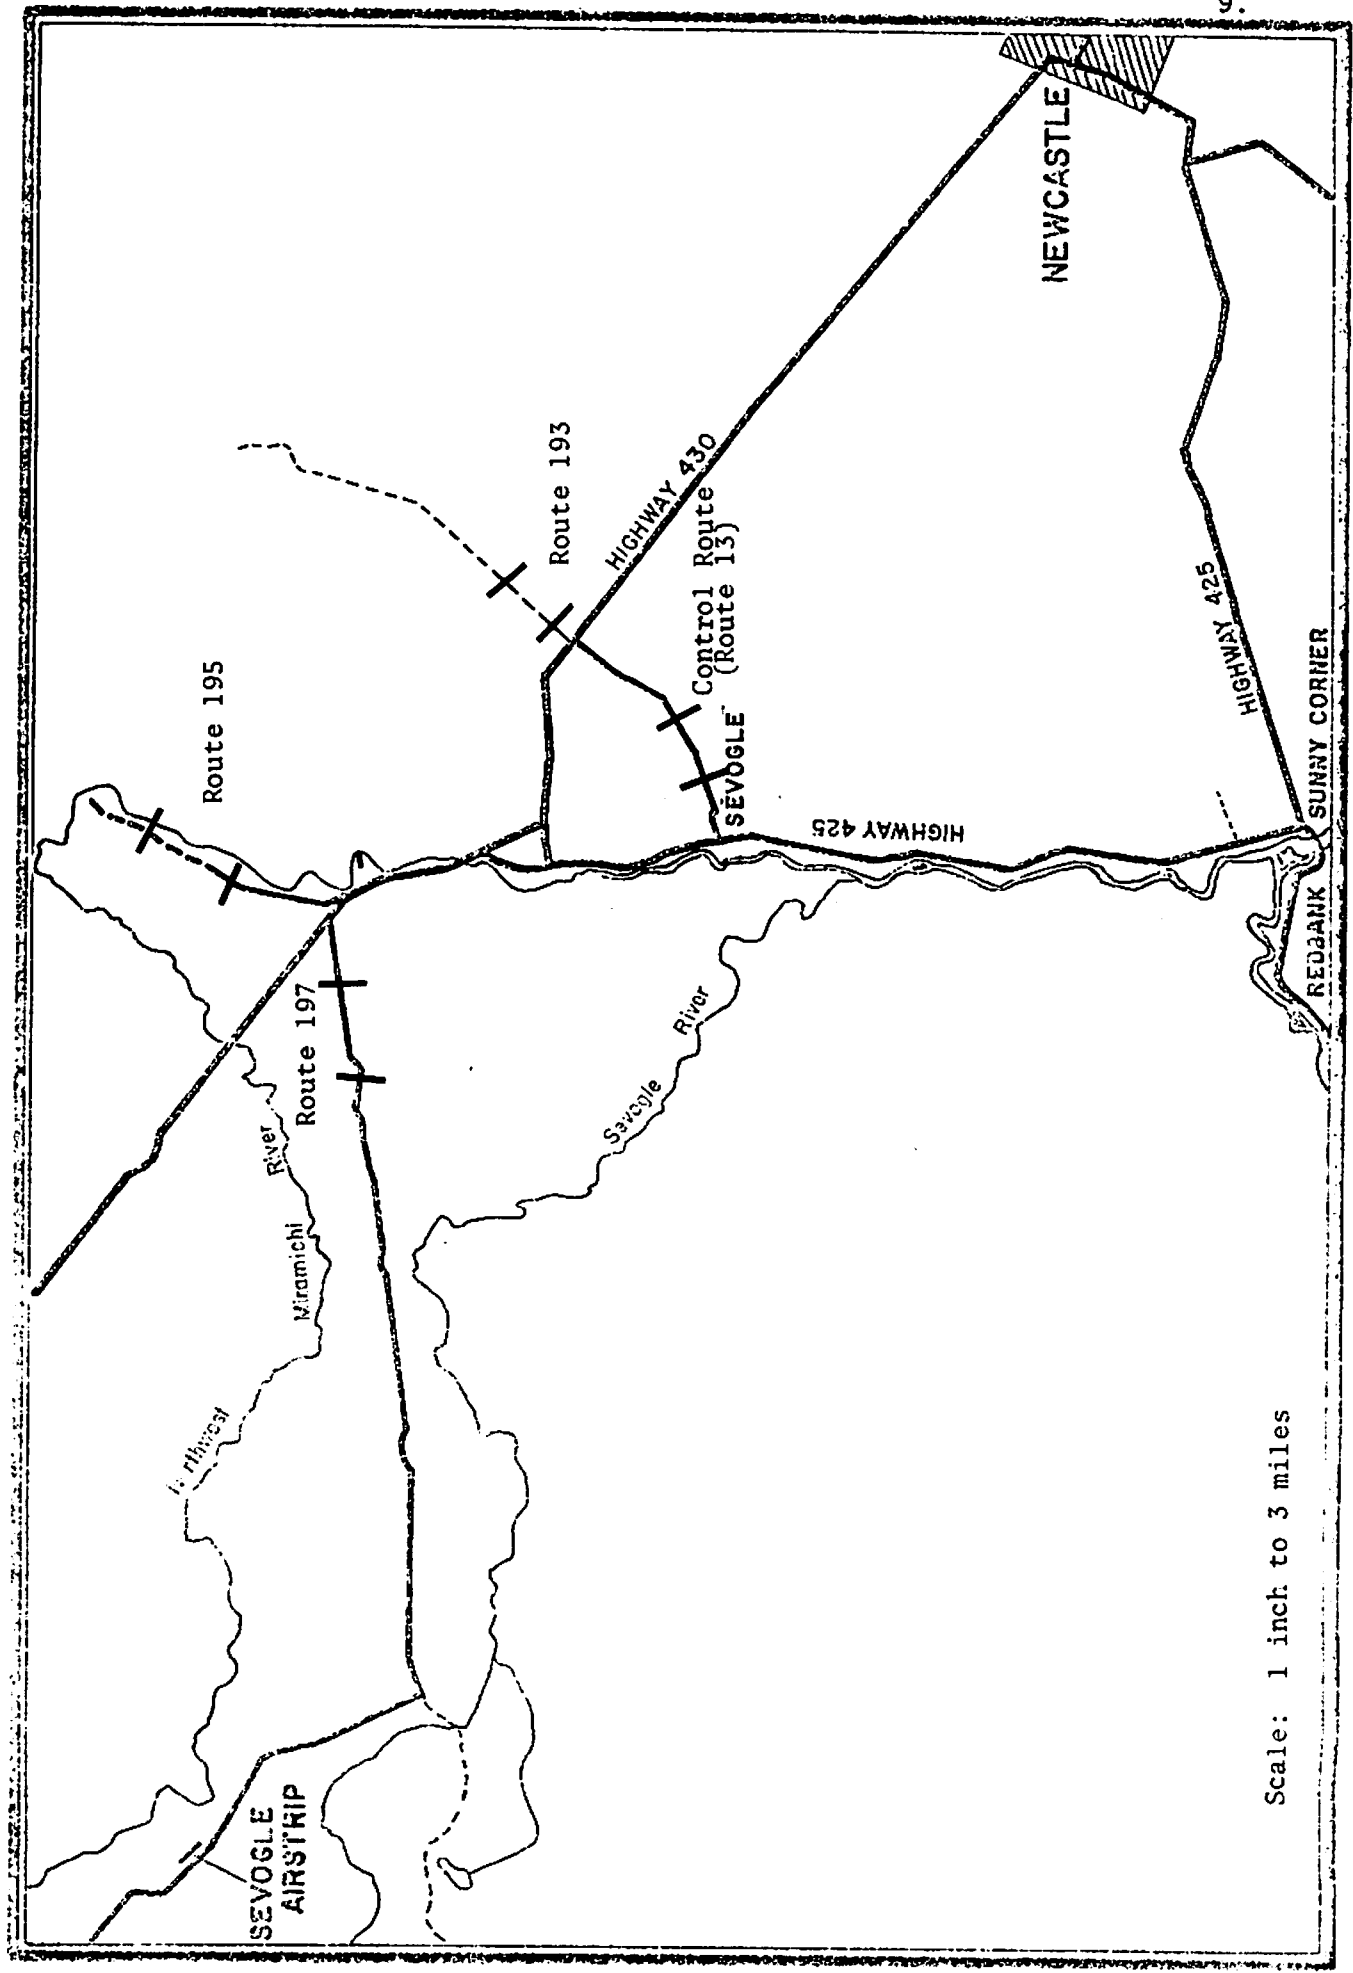 9.
NEWCASTLE
Route 193
HIGHWAY 430
Control Route
(Route 13)
Route 195
SEVOGLE
HIGHWAY 425
HIGHWAY 425
SUNNY CORNER
REDBANK
Route 197
River
Sevogle
River
Miramichi
SEVOGLE
AIRSTRIP
Scale: 1 inch to 3 miles